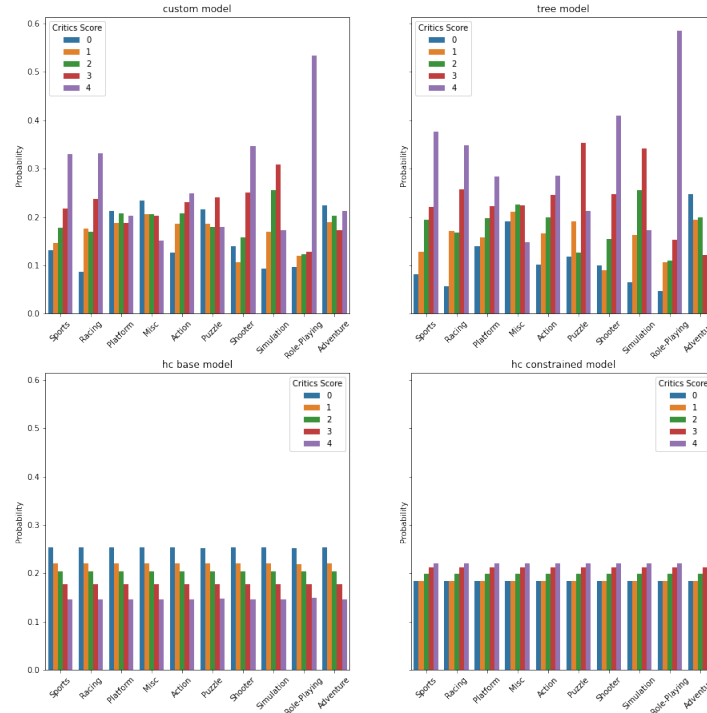 custom model
Probability
0.6
0.5
0.4
0.3
0.2
0.1
0.0
Critics Score
0
1
2
3
4
Sports
Racing
Platform
Misc
Action
Puzzle
Shooter
Simulation
Role-Playing
Adventure
tree model
Probability
Critics Score
0
1
2
3
4
Sports
Racing
Platform
Misc
Action
Puzzle
Shooter
Simulation
Role-Playing
Adventure
hc base model
Probability
0.6
0.5
0.4
0.3
0.2
0.1
0.0
Critics Score
0
1
2
3
4
Sports
Racing
Platform
Misc
Action
Puzzle
Shooter
Simulation
Role-Playing
Adventure
hc constrained model
Probability
Critics Score
0
1
2
3
4
Sports
Racing
Platform
Misc
Action
Puzzle
Shooter
Simulation
Role-Playing
Adventure